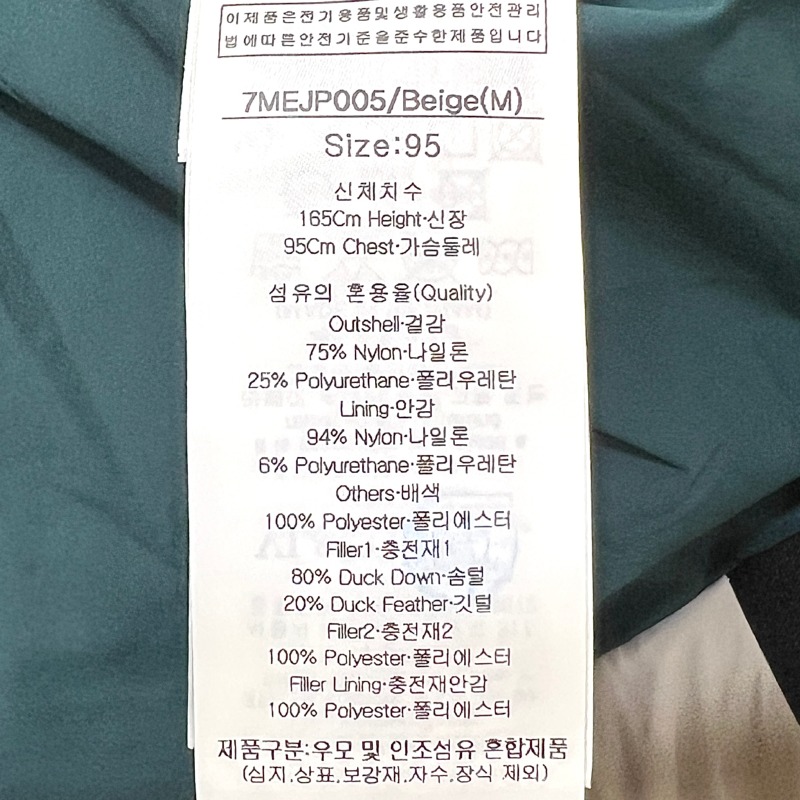 이제품은전기용품및생활용품안전관리
법에따른안전기준을준수한제품입니다
7MEJP005/Beige(M)
Size:95
신체치수
165Cm Height·신장
95Cm Chest·가슴둘레
섬유의 혼용율(Quality)
Outshell·겉감
75% Nylon·나일론
25% Polyurethane·폴리우레탄
Lining·안감
94% Nylon·나일론
6% Polyurethane·폴리우레탄
Others·배색
100% Polyester·폴리에스터
Filler1·충전재1
80% Duck Down·솜털
20% Duck Feather·깃털
Filler2·충전재2
100% Polyester·폴리에스터
Filler Lining·충전재안감
100% Polyester·폴리에스터
제품구분:우모 및 인조섬유 혼합제품
(심지,상표,보강재,자수,장식 제외)